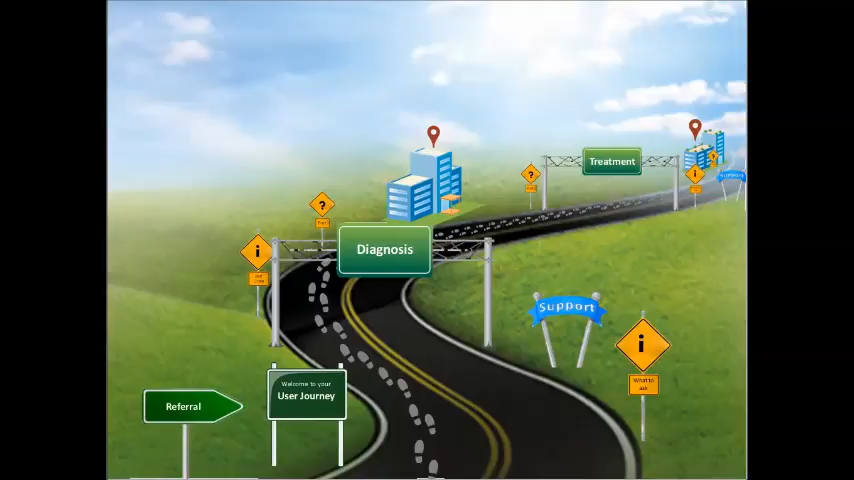 Treatment
?
i
?
Diagnosis
i
Support
i
What to
ask
Welcome to your
User Journey
Referral